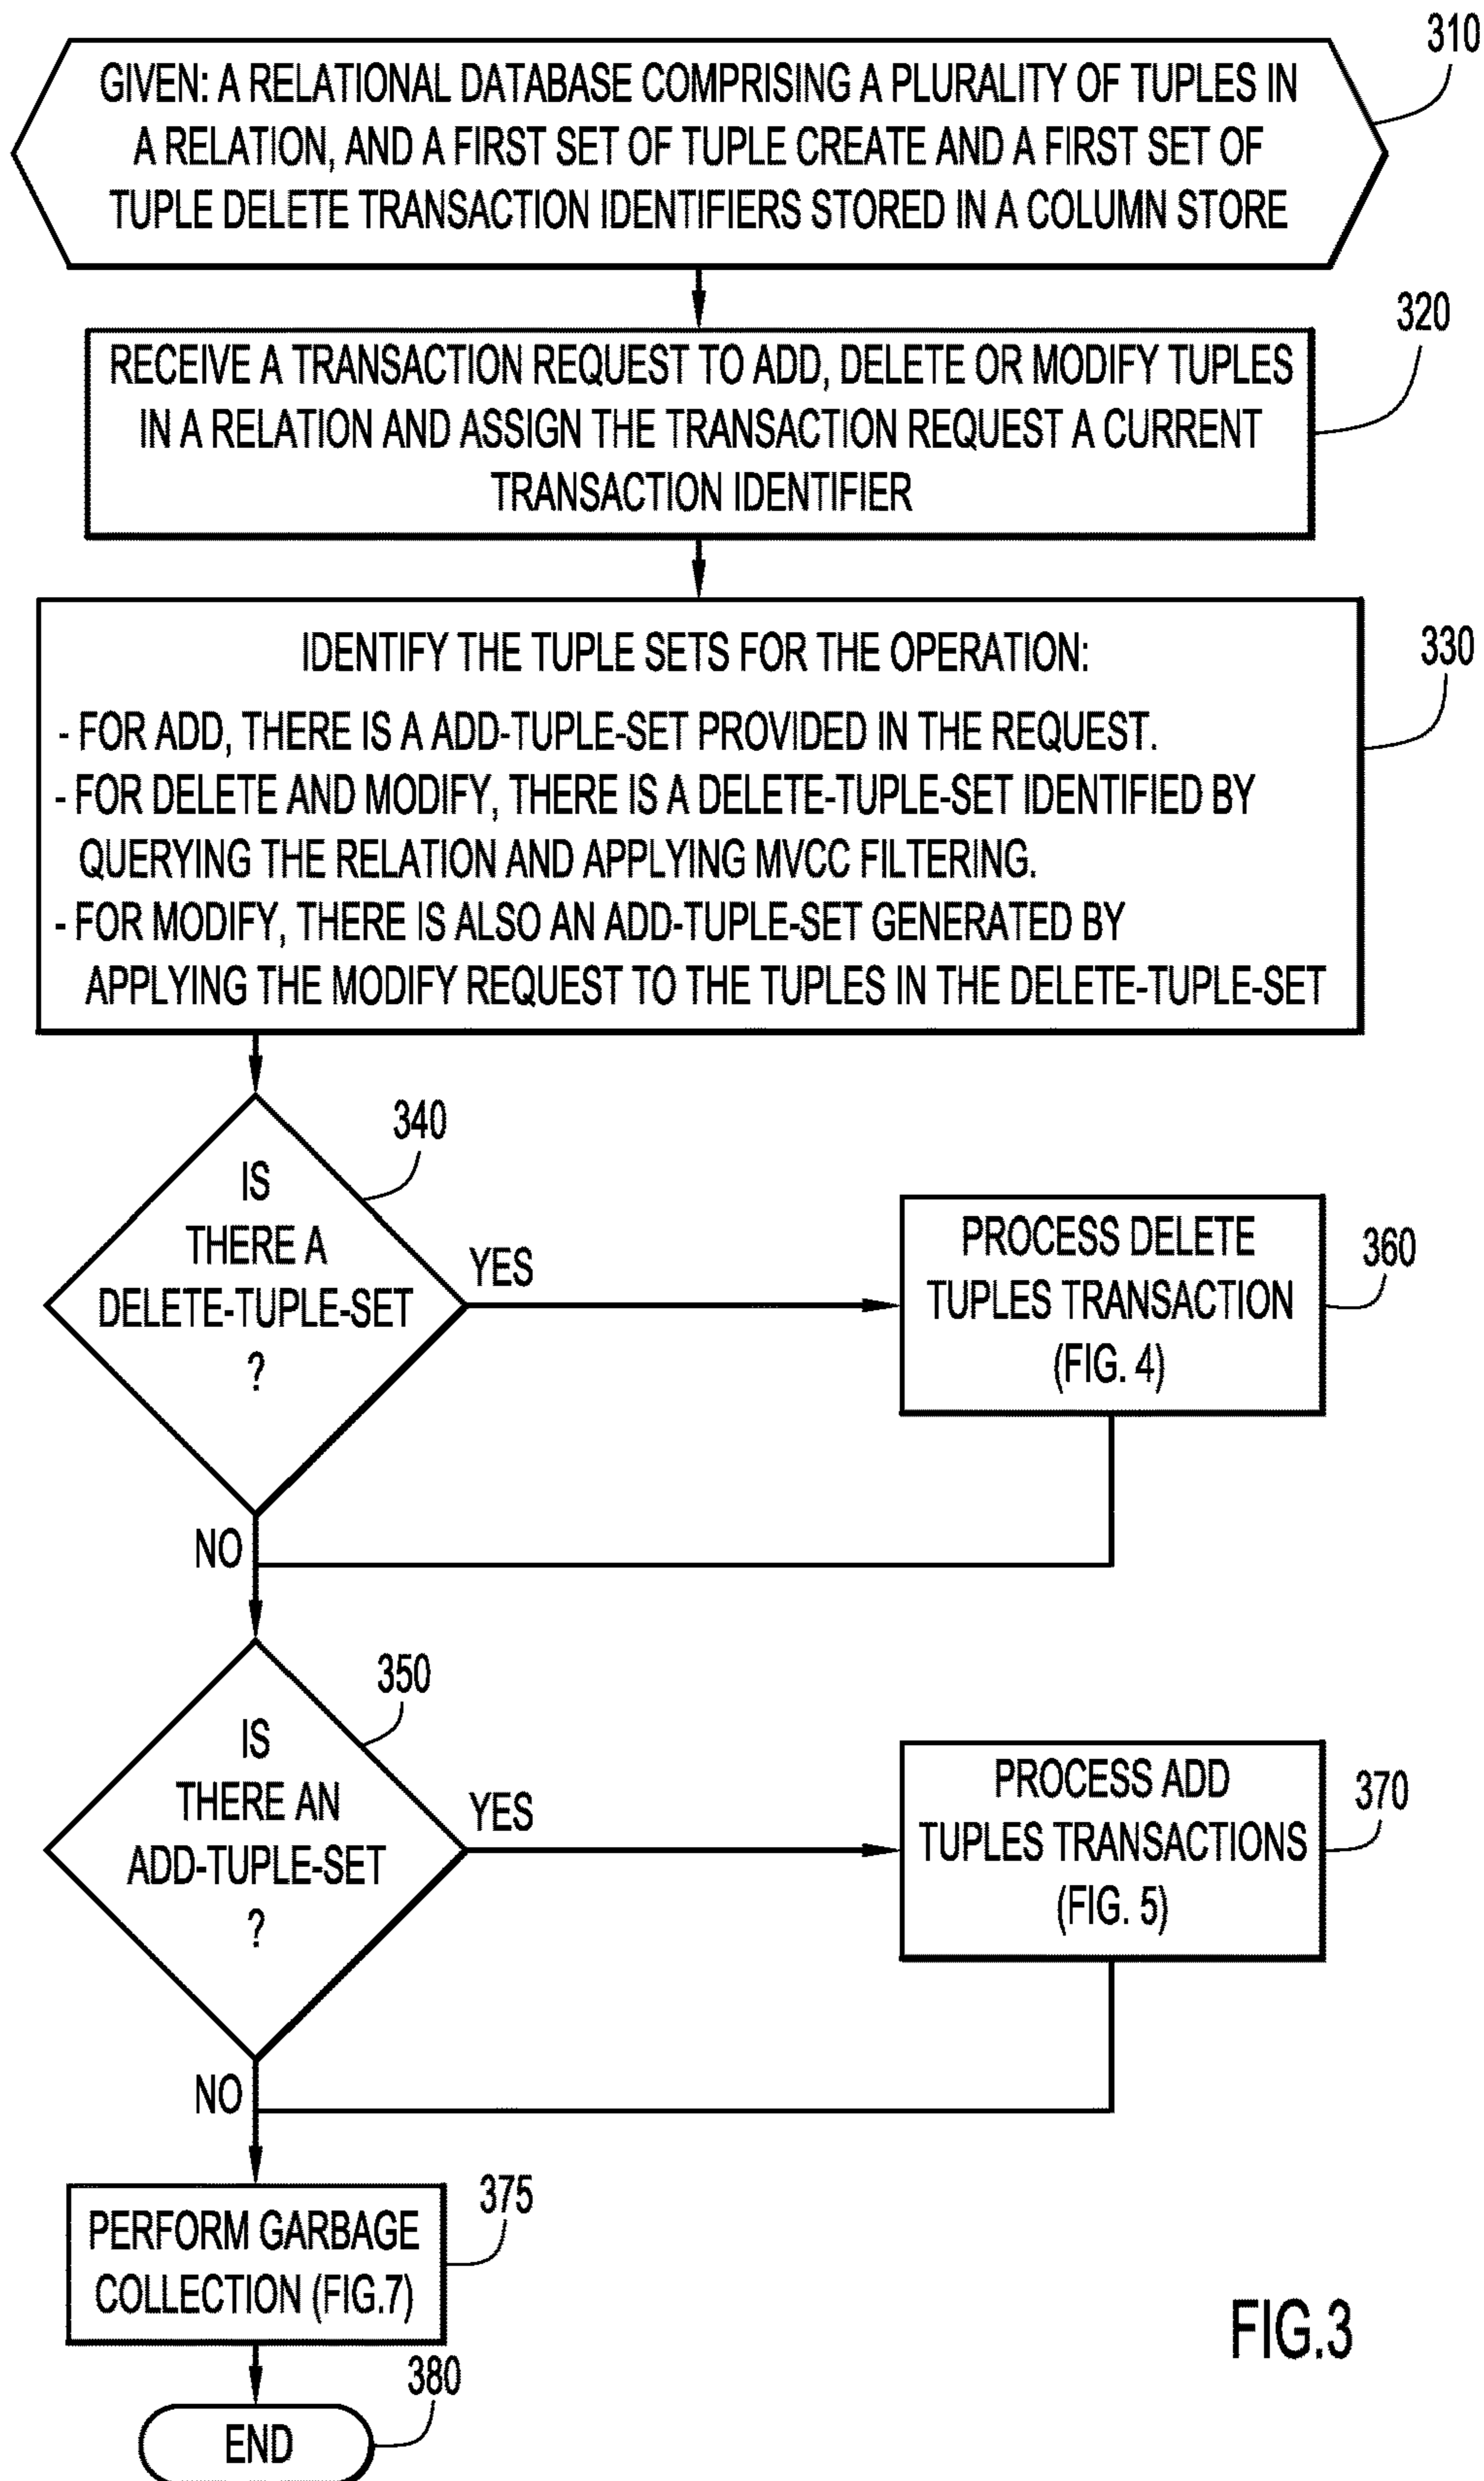 310
GIVEN: A RELATIONAL DATABASE COMPRISING A PLURALITY OF TUPLES IN
A RELATION, AND A FIRST SET OF TUPLE CREATE AND A FIRST SET OF
TUPLE DELETE TRANSACTION IDENTIFIERS STORED IN A COLUMN STORE
320
RECEIVE A TRANSACTION REQUEST TO ADD, DELETE OR MODIFY TUPLES
IN A RELATION AND ASSIGN THE TRANSACTION REQUEST A CURRENT
TRANSACTION IDENTIFIER
330
IDENTIFY THE TUPLE SETS FOR THE OPERATION:
- FOR ADD, THERE IS A ADD-TUPLE-SET PROVIDED IN THE REQUEST.
- FOR DELETE AND MODIFY, THERE IS A DELETE-TUPLE-SET IDENTIFIED BY
QUERYING THE RELATION AND APPLYING MVCC FILTERING.
- FOR MODIFY, THERE IS ALSO AN ADD-TUPLE-SET GENERATED BY
APPLYING THE MODIFY REQUEST TO THE TUPLES IN THE DELETE-TUPLE-SET
340
IS
THERE A
DELETE-TUPLE-SET
?
YES
PROCESS DELETE
TUPLES TRANSACTION
(FIG. 4)
360
NO
350
IS
THERE AN
ADD-TUPLE-SET
?
YES
PROCESS ADD
TUPLES TRANSACTIONS
(FIG. 5)
370
NO
375
PERFORM GARBAGE
COLLECTION (FIG.7)
380
END
FIG.3